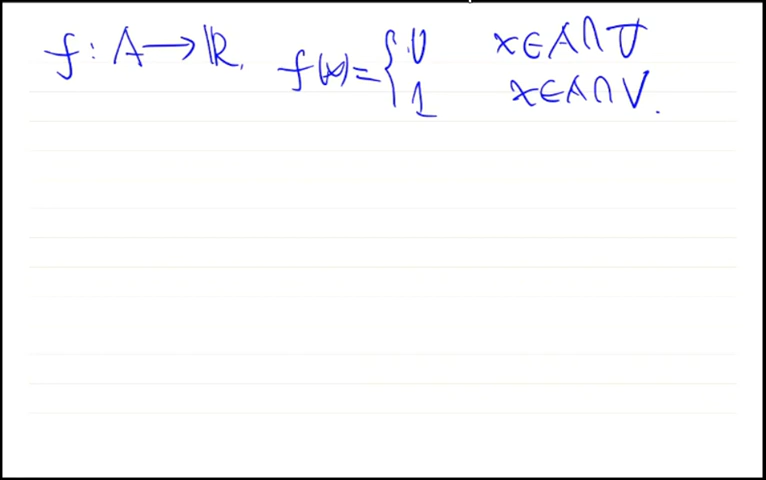 f: A → ℝ, f(x) = { 0 x ∈ A ∩ U
1 x ∈ A ∩ V.